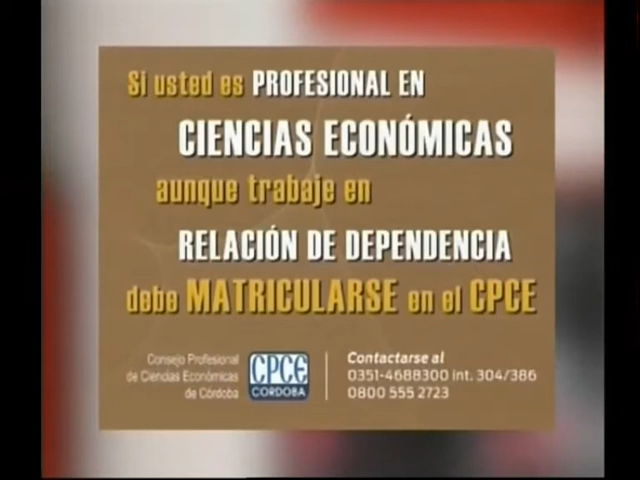 Si usted es PROFESIONAL EN
CIENCIAS ECONÓMICAS
aunque trabaje en
RELACIÓN DE DEPENDENCIA
debe MATRICULARSE en el CPCE
Consejo Profesional
de Ciencias Económicas
de Córdoba
CPCE
CORDOBA
Contactarse al
0351-4688300 int. 304/386
0800 555 2723